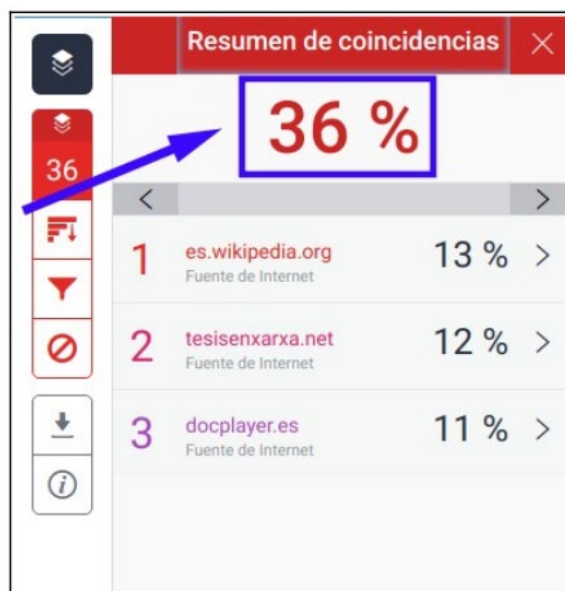 Resumen de coincidencias
36 %
36
1 es.wikipedia.org 13 %
Fuente de Internet
2 tesisenxarxa.net 12 %
Fuente de Internet
3 docplayer.es 11 %
Fuente de Internet